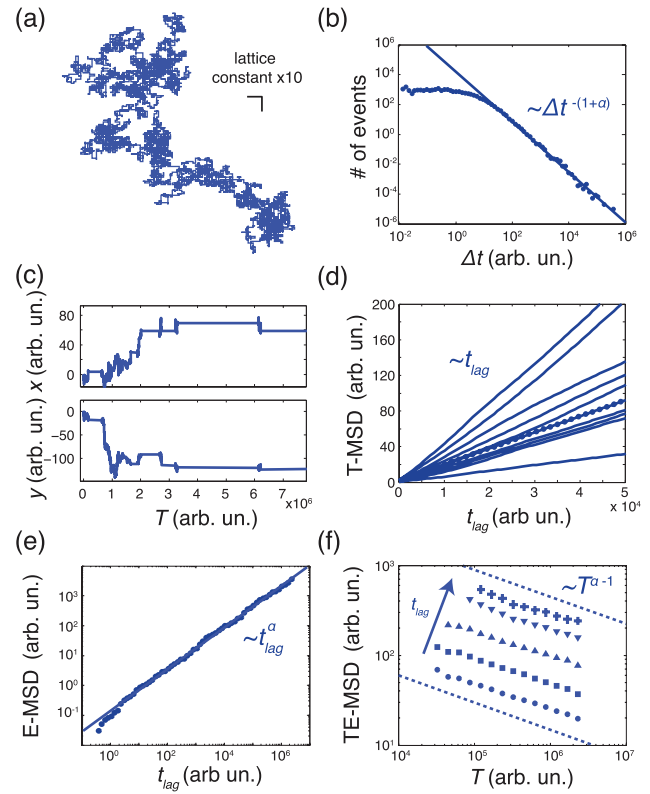 (a)
lattice
constant x10
(b)
# of events
10^6
10^4
10^2
10^0
10^-2
10^-4
10^-6
~Δt^-(1+α)
10^-2
10^0
10^2
10^4
10^6
Δt (arb. un.)
(c)
x (arb. un.)
80
40
0
y (arb. un.)
0
-50
-100
0
1
2
3
4
5
6
7
x10^6
T (arb. un.)
(d)
T-MSD (arb. un.)
200
160
120
80
40
0
~t_lag
0
1
2
3
4
5
x 10^4
t_lag (arb un.)
(e)
E-MSD (arb. un.)
10^3
10^2
10^1
10^0
10^-1
~t_lag^α
10^0
10^2
10^4
10^6
t_lag (arb un.)
(f)
TE-MSD (arb. un.)
10^3
10^2
10^1
t_lag
~T^α-1
10^4
10^5
10^6
10^7
T (arb. un.)